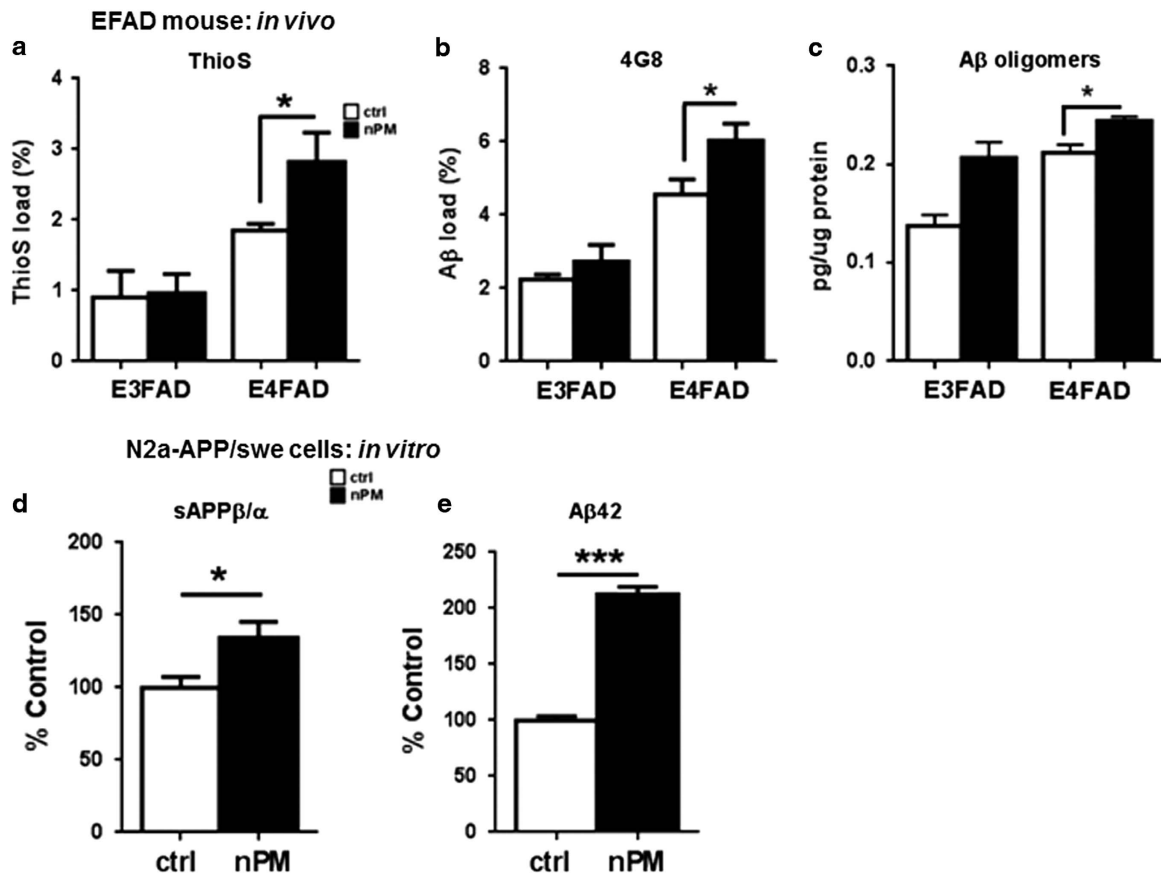 EFAD mouse: in vivo
a
ThioS
ThioS load (%)
4
3
2
1
0
*
ctrl
nPM
E3FAD
E4FAD
b
4G8
Aβ load (%)
8
6
4
2
0
*
E3FAD
E4FAD
c
Aβ oligomers
pg/ug protein
0.3
0.2
0.1
0.0
*
E3FAD
E4FAD
N2a-APP/swe cells: in vitro
ctrl
nPM
d
sAPPβ/α
% Control
200
150
100
50
0
*
ctrl
nPM
e
Aβ42
% Control
250
200
150
100
50
0
***
ctrl
nPM